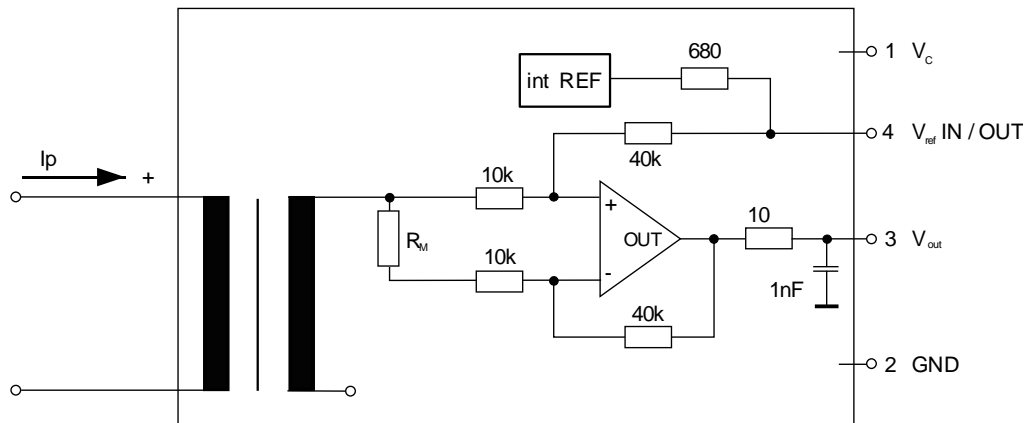 1 V_C
680
int REF
4 V_ref IN / OUT
40k
Ip
+
10k
+
10
OUT
3 V_out
R_M
10k
-
1nF
40k
2 GND